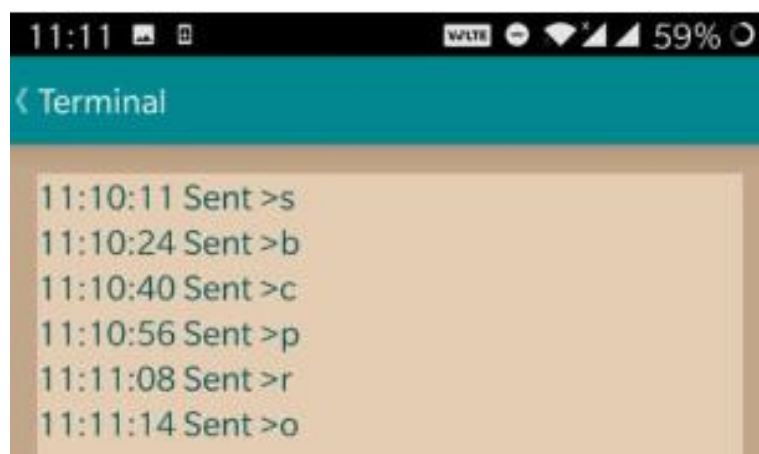 11:11 VoLTE 59%
Terminal
11:10:11 Sent >s
11:10:24 Sent >b
11:10:40 Sent >c
11:10:56 Sent >p
11:11:08 Sent >r
11:11:14 Sent >o